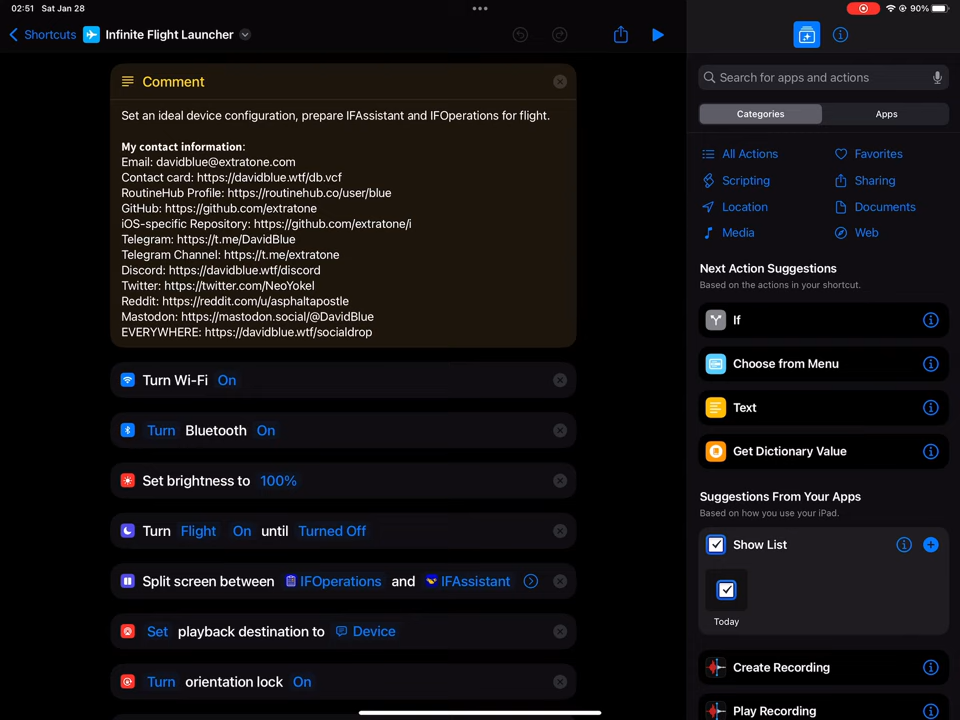 02:51 Sat Jan 28
90%
Shortcuts Infinite Flight Launcher
Comment
Set an ideal device configuration, prepare IFAssistant and IFOperations for flight.
My contact information:
Email: davidblue@extratone.com
Contact card: https://davidblue.wtf/db.vcf
RoutineHub Profile: https://routinehub.co/user/blue
GitHub: https://github.com/extratone
iOS-specific Repository: https://github.com/extratone/i
Telegram: https://t.me/DavidBlue
Telegram Channel: https://t.me/extratone
Discord: https://davidblue.wtf/discord
Twitter: https://twitter.com/NeoYokel
Reddit: https://reddit.com/u/asphaltapostle
Mastodon: https://mastodon.social/@DavidBlue
EVERYWHERE: https://davidblue.wtf/socialdrop
Turn Wi-Fi On
Turn Bluetooth On
Set brightness to 100%
Turn Flight On until Turned Off
Split screen between IFOperations and IFAssistant
Set playback destination to Device
Turn orientation lock On
Search for apps and actions
Categories Apps
All Actions Favorites
Scripting Sharing
Location Documents
Media Web
Next Action Suggestions
Based on the actions in your shortcut.
If
Choose from Menu
Text
Get Dictionary Value
Suggestions From Your Apps
Based on how you use your iPad.
Show List
Today
Create Recording
Play Recording